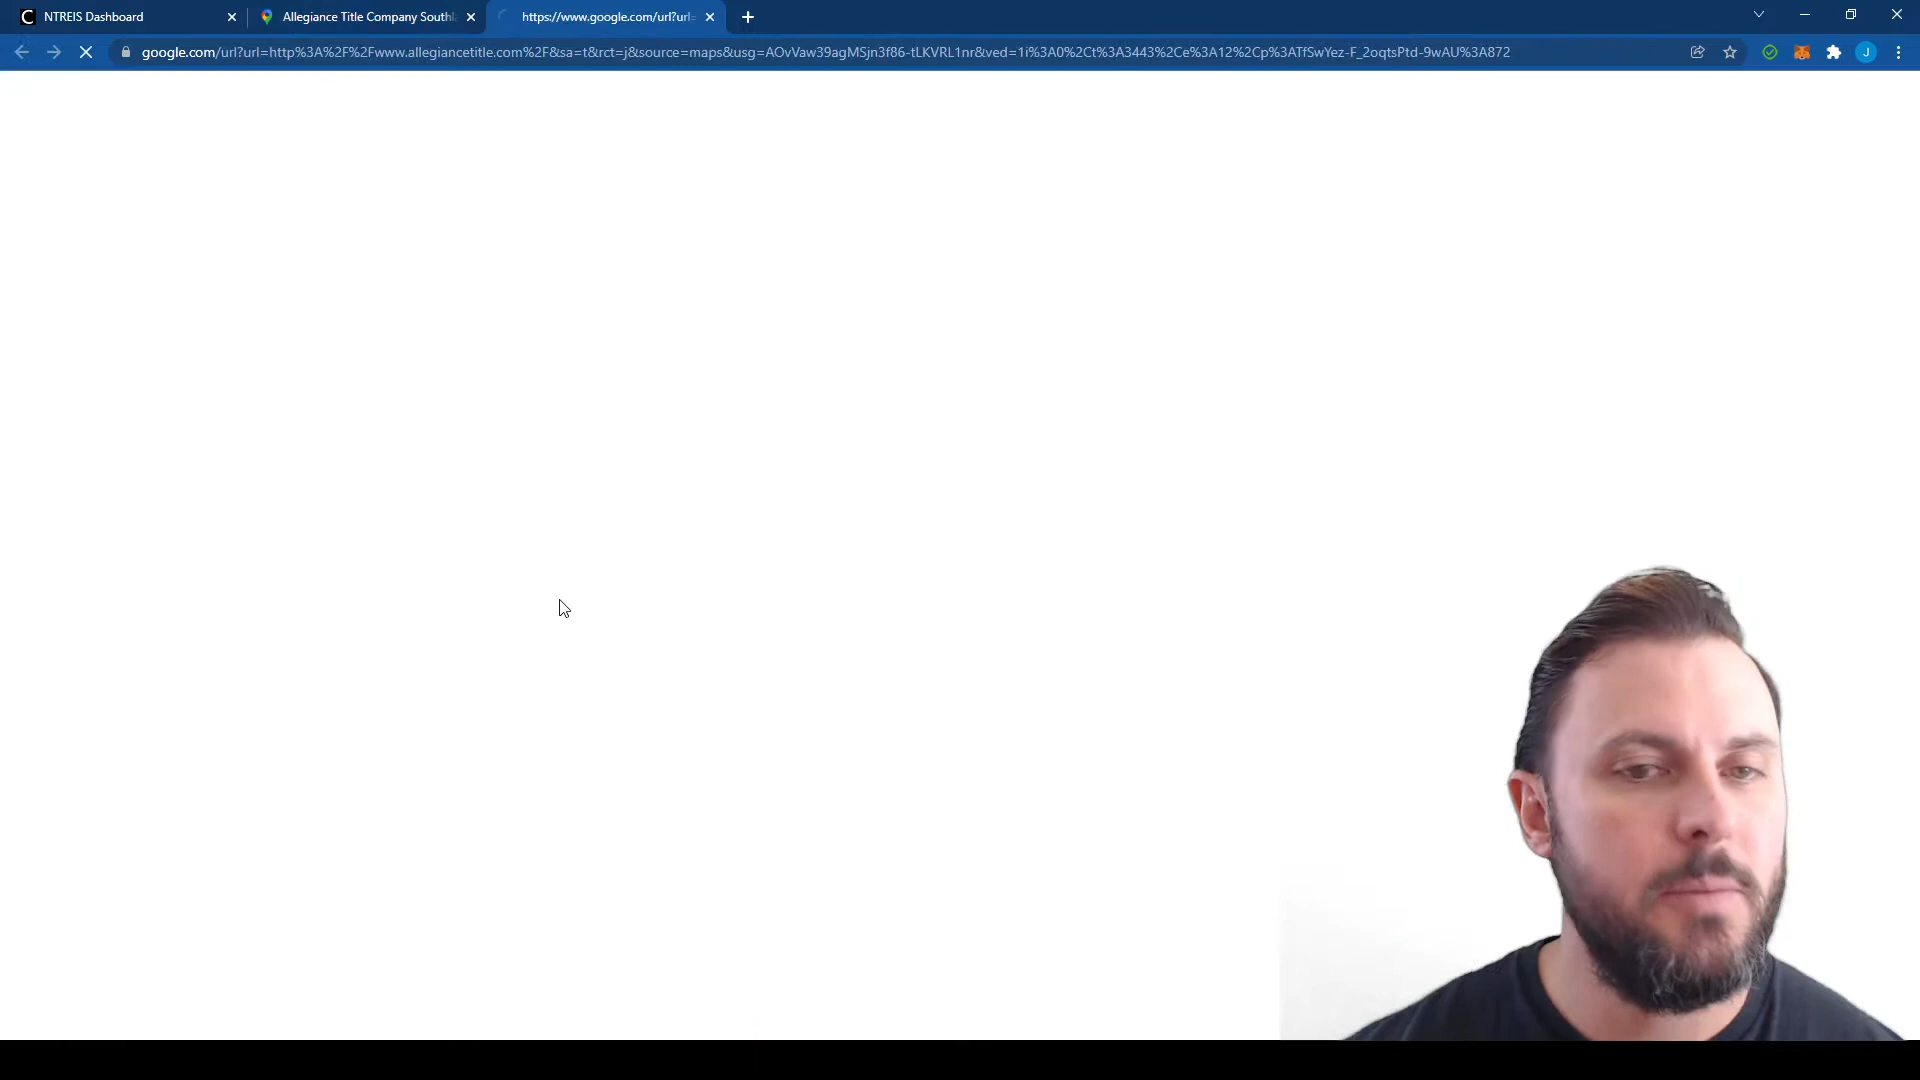 NTREIS Dashboard
Allegiance Title Company Southl
https://www.google.com/url?url=
google.com/url?url=http%3A%2F%2Fwww.allegiancetitle.com%2F&sa=t&rct=j&source=maps&usg=AOvVaw39agMSjn3f86-tLKVRL1nr&ved=1i%3A0%2Ct%3A3443%2Ce%3A12%2Cp%3ATfSwYez-F_2oqtsPtd-9wAU%3A872
J